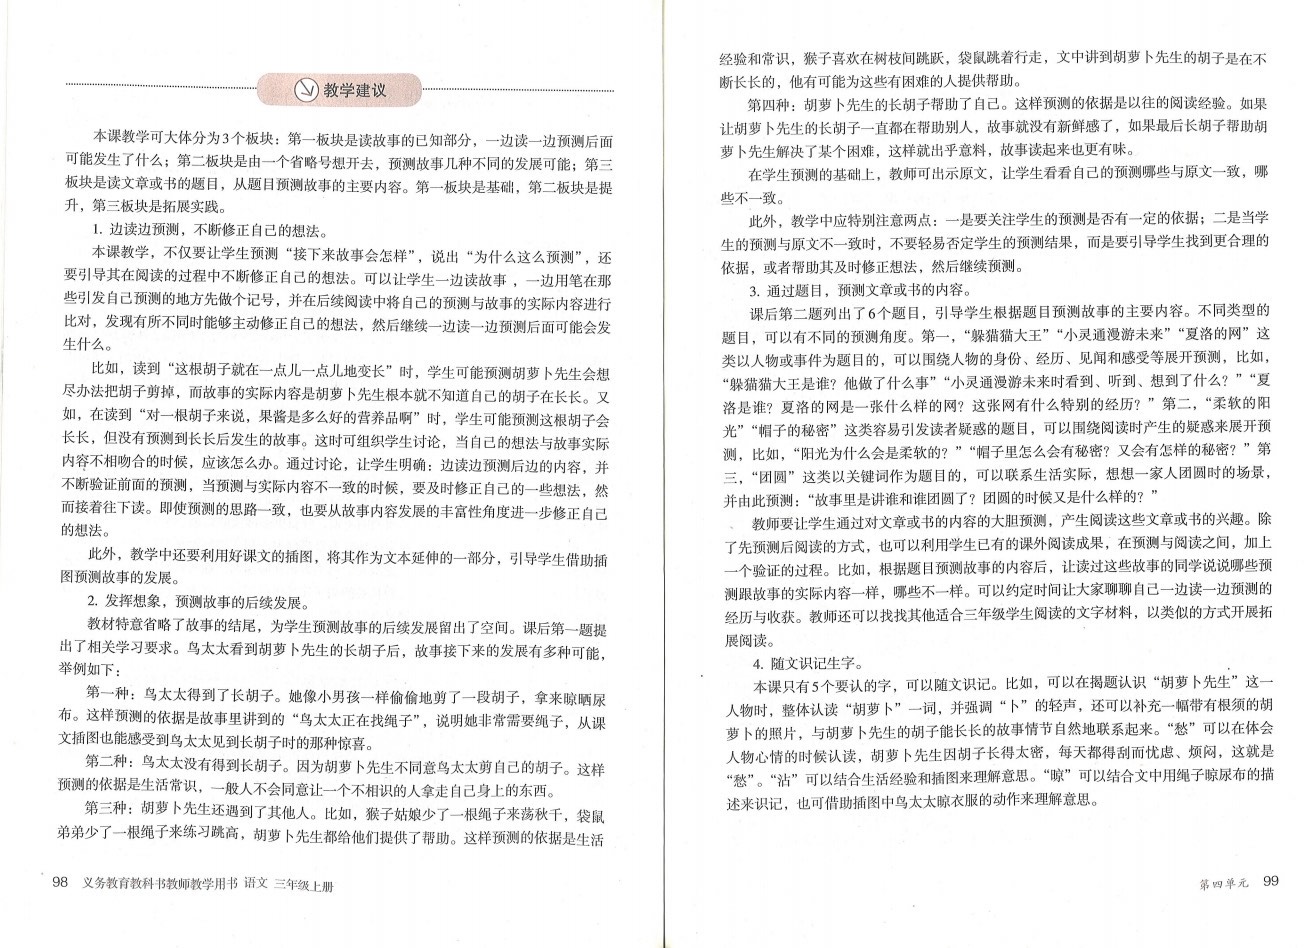 教学建议
本课教学可大体分为3个板块：第一板块是读故事的已知部分，一边读一边预测后面
可能发生了什么；第二板块是由一个省略号想开去，预测故事几种不同的发展可能；第三
板块是读文章或书的题目，从题目预测故事的主要内容。第一板块是基础，第二板块是提
升，第三板块是拓展实践。
1. 边读边预测，不断修正自己的想法。
本课教学，不仅要让学生预测“接下来故事会怎样”，说出“为什么这么预测”，还
要引导其在阅读的过程中不断修正自己的想法。可以让学生一边读故事，一边用笔在那
些引发自己预测的地方先做个记号，并在后续阅读中将自己的预测与故事的实际内容进行
比对，发现有所不同时能够主动修正自己的想法，然后继续一边读一边预测后面可能会发
生什么。
比如，读到“这根胡子就在一点儿一点儿地变长”时，学生可能预测胡萝卜先生会想
尽办法把胡子剪掉，而故事的实际内容是胡萝卜先生根本就不知道自己的胡子在长长。又
如，在读到“对一根胡子来说，果酱是多么好的营养品啊”时，学生可能预测这根胡子会
长长，但没有预测到长长后发生的故事。这时可组织学生讨论，当自己的想法与故事实际
内容不相吻合的时候，应该怎么办。通过讨论，让学生明确：边读边预测后边的内容，并
不断验证前面的预测，当预测与实际内容不一致的时候，要及时修正自己的一些想法，然
而接着往下读。即使预测的思路一致，也要从故事内容发展的丰富性角度进一步修正自己
的想法。
此外，教学中还要利用好课文的插图，将其作为文本延伸的一部分，引导学生借助插
图预测故事的发展。
2. 发挥想象，预测故事的后续发展。
教材特意省略了故事的结尾，为学生预测故事的后续发展留出了空间。课后第一题提
出了相关学习要求。鸟太太看到胡萝卜先生的长胡子后，故事接下来的发展有多种可能，
举例如下：
第一种：鸟太太得到了长胡子。她像小男孩一样偷偷地剪了一段胡子，拿来晾晒尿
布。这样预测的依据是故事里讲到的“鸟太太正在找绳子”，说明她非常需要绳子，从课
文插图也能感受到鸟太太见到长胡子时的那种惊喜。
第二种：鸟太太没有得到长胡子。因为胡萝卜先生不同意鸟太太剪自己的胡子。这样
预测的依据是生活常识，一般人不会同意让一个不相识的人拿走自己身上的东西。
第三种：胡萝卜先生还遇到了其他人。比如，猴子姑娘少了一根绳子来荡秋千，袋鼠
弟弟少了一根绳子来练习跳高，胡萝卜先生都给他们提供了帮助。这样预测的依据是生活
98 义务教育教科书教师教学用书 语文 三年级上册
经验和常识，猴子喜欢在树枝间跳跃，袋鼠跳着行走，文中讲到胡萝卜先生的胡子是在不
断长长的，他有可能为这些有困难的人提供帮助。
第四种：胡萝卜先生的长胡子帮助了自己。这样预测的依据是以往的阅读经验。如果
让胡萝卜先生的长胡子一直都在帮助别人，故事就没有新鲜感了，如果最后长胡子帮助胡
萝卜先生解决了某个困难，这样就出乎意料，故事读起来也更有味。
在学生预测的基础上，教师可出示原文，让学生看看自己的预测哪些与原文一致，哪
些不一致。
此外，教学中应特别注意两点：一是要关注学生的预测是否有一定的依据；二是当学
生的预测与原文不一致时，不要轻易否定学生的预测结果，而是要引导学生找到更合理的
依据，或者帮助其及时修正想法，然后继续预测。
3. 通过题目，预测文章或书的内容。
课后第二题列出了6个题目，引导学生根据题目预测故事的主要内容。不同类型的
题目，可以有不同的预测角度。第一，“躲猫猫大王”“小灵通漫游未来”“夏洛的网”这
类以人物或事件为题目的，可以围绕人物的身份、经历、见闻和感受等展开预测，比如，
“躲猫猫大王是谁？他做了什么事”“小灵通漫游未来时看到、听到、想到了什么？”“夏
洛是谁？夏洛的网是一张什么样的网？这张网有什么特别的经历？”第二，“柔软的阳
光”“帽子的秘密”这类容易引发读者疑惑的题目，可以围绕阅读时产生的疑惑来展开预
测，比如，“阳光为什么会是柔软的？”“帽子里怎么会有秘密？又会有怎样的秘密？”第
三，“团圆”这类以关键词作为题目的，可以联系生活实际，想想一家人团圆时的场景，
并由此预测：“故事里是讲谁和谁团圆了？团圆的时候又是什么样的？”
教师要让学生通过对文章或书的内容的大胆预测，产生阅读这些文章或书的兴趣。除
了先预测后阅读的方式，也可以利用学生已有的课外阅读成果，在预测与阅读之间，加上
一个验证的过程。比如，根据题目预测故事的内容后，让读过这些故事的同学说说哪些预
测跟故事的实际内容一样，哪些不一样。可以约定时间让大家聊聊自己一边读一边预测的
经历与收获。教师还可以找找其他适合三年级学生阅读的文字材料，以类似的方式开展拓
展阅读。
4. 随文识记生字。
本课只有5个要认的字，可以随文识记。比如，可以在揭题认识“胡萝卜先生”这一
人物时，整体认读“胡萝卜”一词，并强调“卜”的轻声，还可以补充一幅带有根须的胡
萝卜的照片，与胡萝卜先生的胡子能长长的故事情节自然地联系起来。“愁”可以在体会
人物心情的时候认读，胡萝卜先生因胡子长得太密，每天都得刮而忧虑、烦闷，这就是
“愁”。“沾”可以结合生活经验和插图来理解意思。“晾”可以结合文中用绳子晾尿布的描
述来识记，也可借助插图中鸟太太晾衣服的动作来理解意思。
第四单元 99